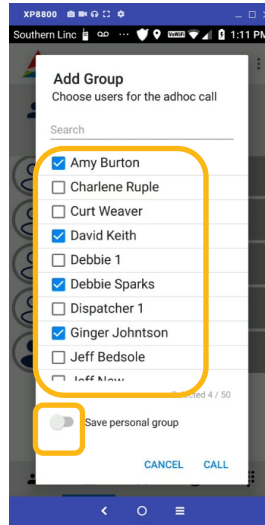 XP8800
Southern Linc 1:11 PM
Add Group
Choose users for the adhoc call
Search
Amy Burton
Charlene Ruple
Curt Weaver
David Keith
Debbie 1
Debbie Sparks
Dispatcher 1
Ginger Johntson
Jeff Bedsole
Selected 4 / 50
Save personal group
CANCEL CALL